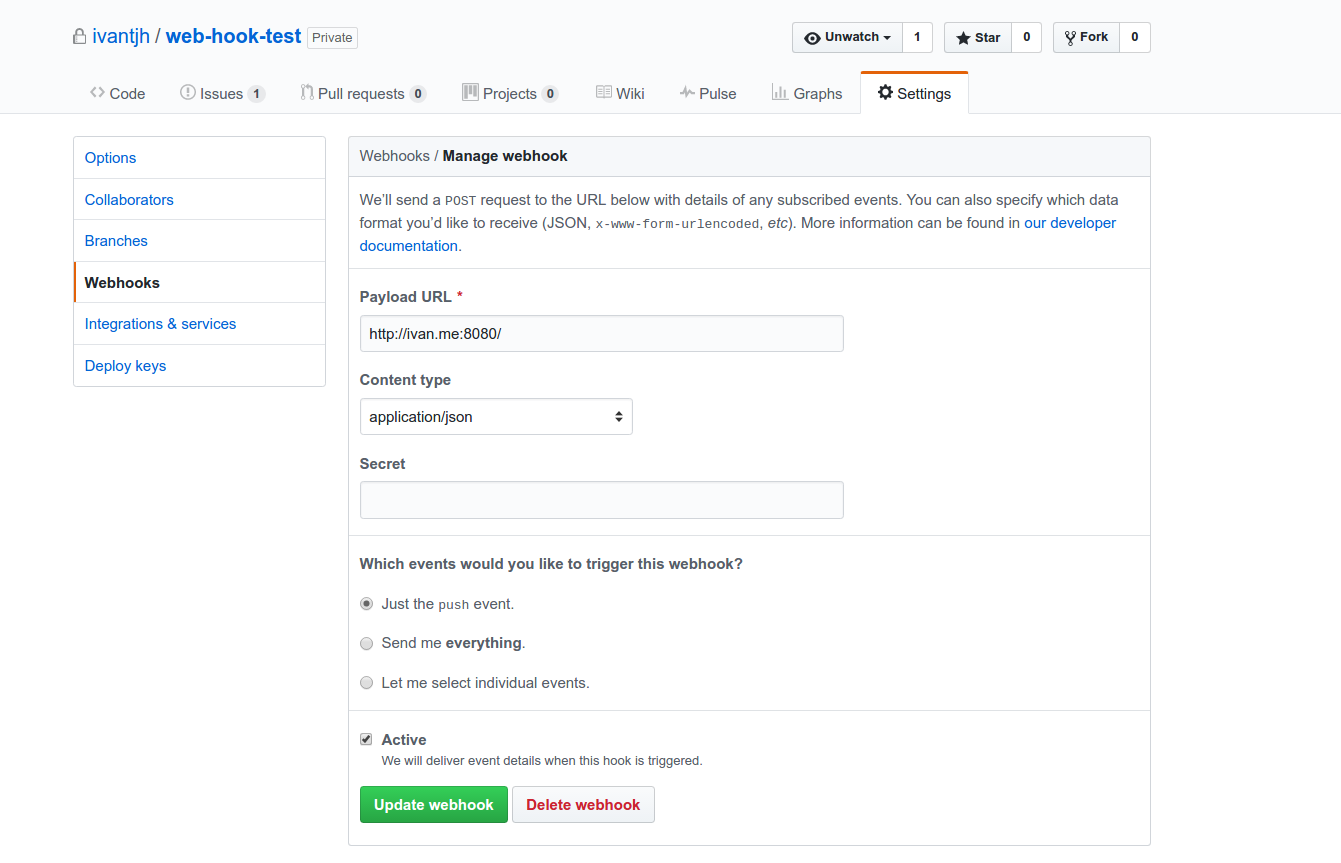 ivantjh / web-hook-test Private
Unwatch 1 Star 0 Fork 0
Code Issues 1 Pull requests 0 Projects 0 Wiki Pulse Graphs Settings
Options
Collaborators
Branches
Webhooks
Integrations & services
Deploy keys
Webhooks / Manage webhook
We'll send a POST request to the URL below with details of any subscribed events. You can also specify which data
format you'd like to receive (JSON, x-www-form-urlencoded, etc). More information can be found in our developer
documentation.
Payload URL *
http://ivan.me:8080/
Content type
application/json
Secret
Which events would you like to trigger this webhook?
Just the push event.
Send me everything.
Let me select individual events.
Active
We will deliver event details when this hook is triggered.
Update webhook Delete webhook